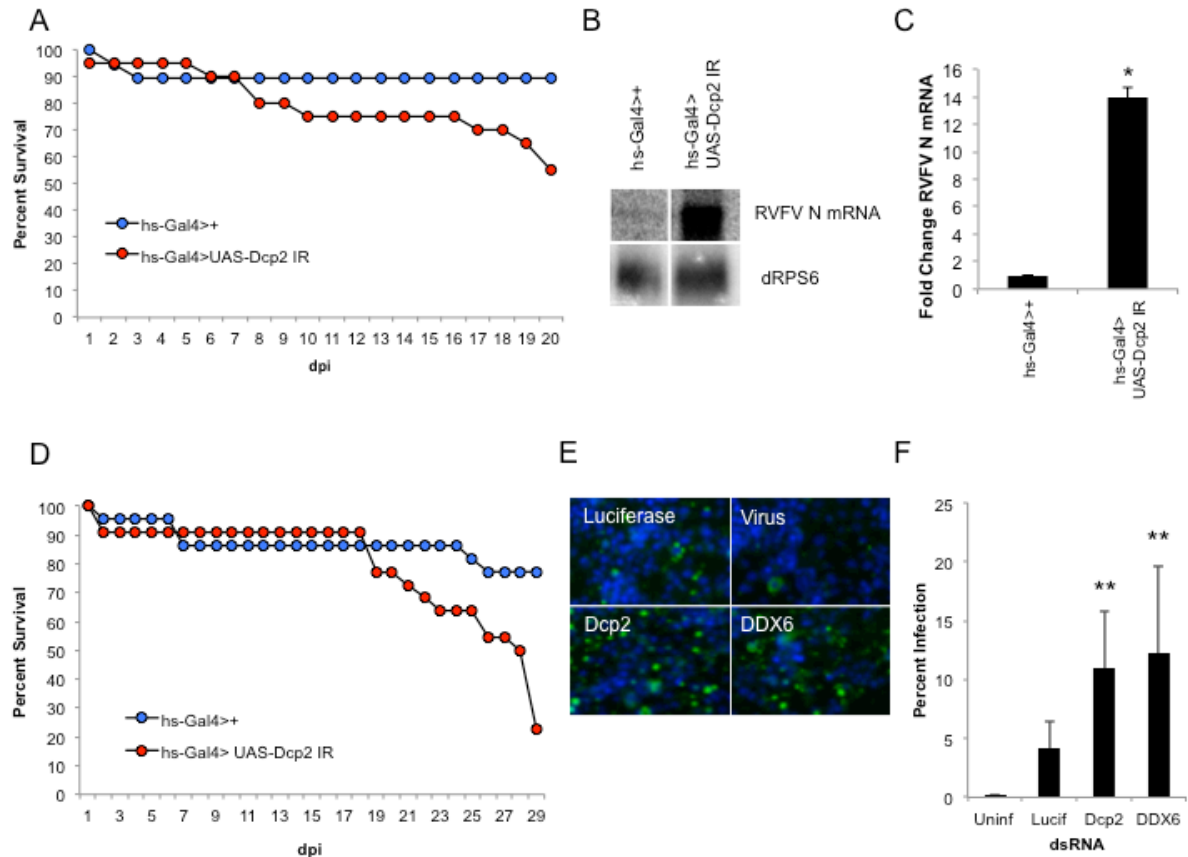 A
100
90
80
70
60
50
40
30
20
10
0
Percent Survival
hs-Gal4>+
hs-Gal4>UAS-Dcp2 IR
1 2 3 4 5 6 7 8 9 10 11 12 13 14 15 16 17 18 19 20
dpi
B
hs-Gal4>+
hs-Gal4>
UAS-Dcp2 IR
RVFV N mRNA
dRPS6
C
Fold Change RVFV N mRNA
16
14
12
10
8
6
4
2
0
*
hs-Gal4>+
hs-Gal4>
UAS-Dcp2 IR
D
100
90
80
70
60
50
40
30
20
10
0
Percent Survival
hs-Gal4>+
hs-Gal4> UAS-Dcp2 IR
1 3 5 7 9 11 13 15 17 19 21 23 25 27 29
dpi
E
Luciferase
Virus
Dcp2
DDX6
F
Percent Infection
25
20
15
10
5
0
**
**
Uninf Lucif Dcp2 DDX6
dsRNA